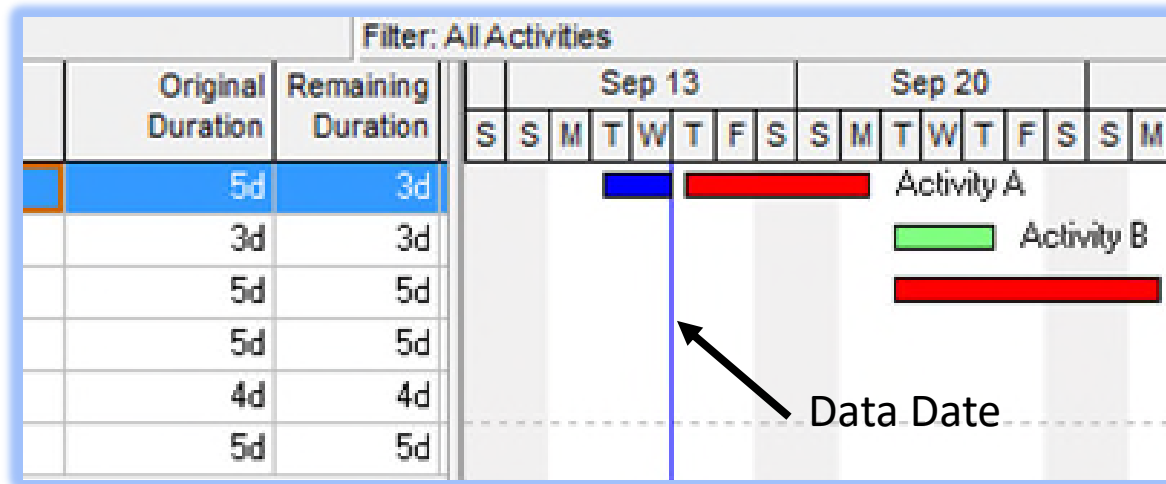 Filter: All Activities
Original Duration Remaining Duration Sep 13 Sep 20
S S M T W T F S S M T W T F S S M
5d 3d Activity A
3d 3d Activity B
5d 5d
5d 5d
4d 4d
Data Date
5d 5d